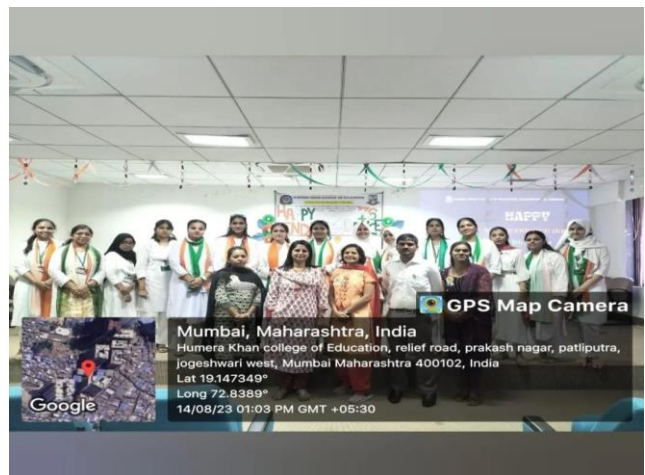 HAPPY
HAPPY
GPS Map Camera
Mumbai, Maharashtra, India
Humera Khan college of Education, relief road, prakash nagar, patliputra,
jogeshwari west, Mumbai Maharashtra 400102, India
Lat 19.147349°
Long 72.8389°
14/08/23 01:03 PM GMT +05:30
Google